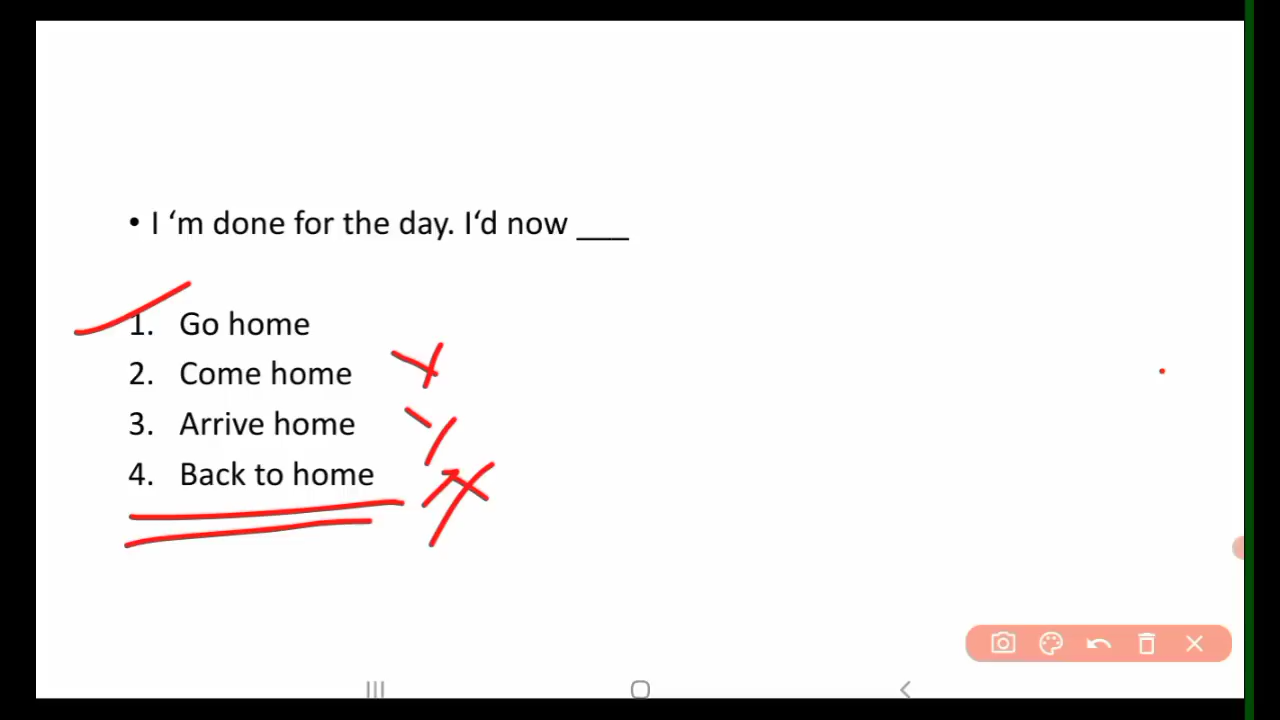 • I ‘m done for the day. I‘d now ___
1. Go home
2. Come home
3. Arrive home
4. Back to home